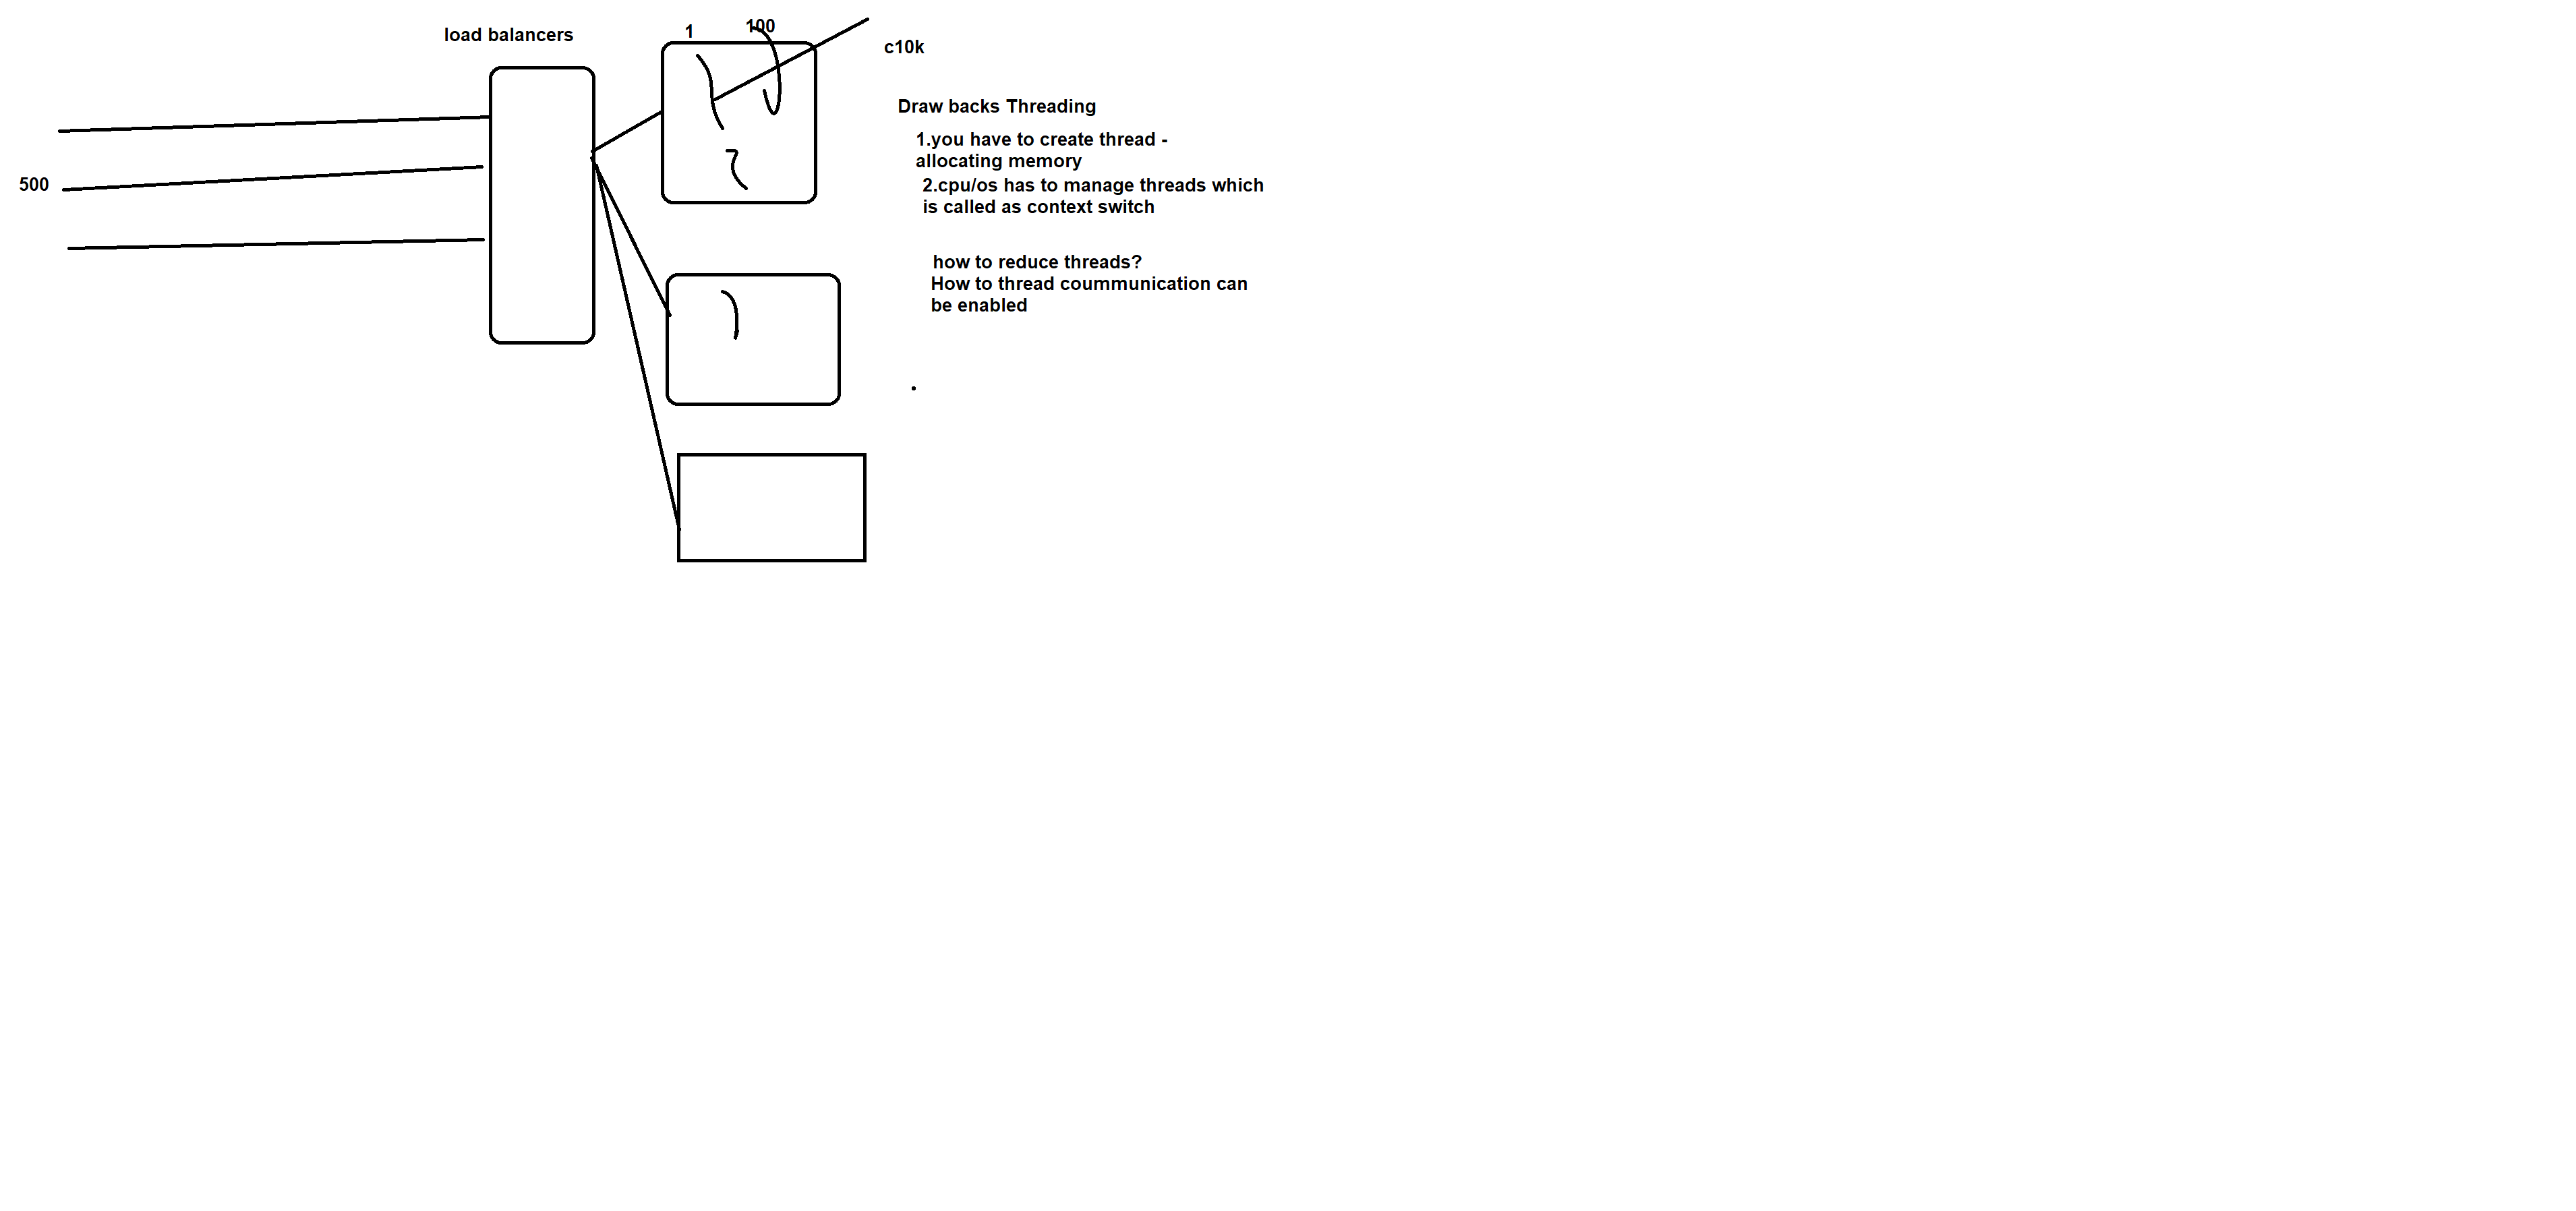 load balancers
1
100
c10k
Draw backs Threading
1.you have to create thread -
allocating memory
500
2.cpu/os has to manage threads which
is called as context switch
how to reduce threads?
How to thread coummunication can
be enabled